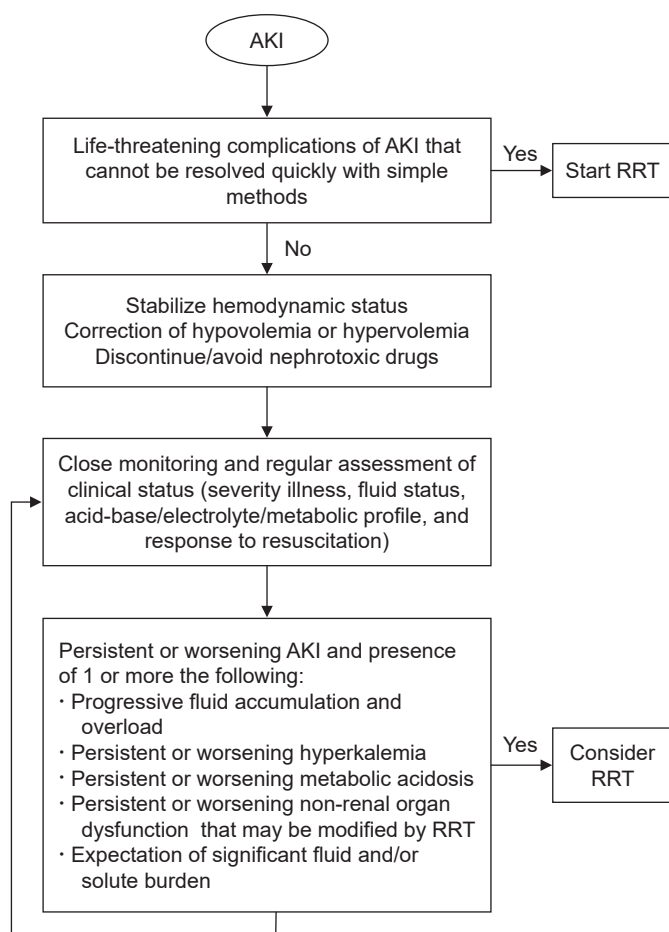 AKI
Life-threatening complications of AKI that
cannot be resolved quickly with simple
methods
Yes
Start RRT
No
Stabilize hemodynamic status
Correction of hypovolemia or hypervolemia
Discontinue/avoid nephrotoxic drugs
Close monitoring and regular assessment of
clinical status (severity illness, fluid status,
acid-base/electrolyte/metabolic profile, and
response to resuscitation)
Persistent or worsening AKI and presence
of 1 or more the following:
· Progressive fluid accumulation and
overload
· Persistent or worsening hyperkalemia
· Persistent or worsening metabolic acidosis
· Persistent or worsening non-renal organ
dysfunction that may be modified by RRT
· Expectation of significant fluid and/or
solute burden
Yes
Consider
RRT